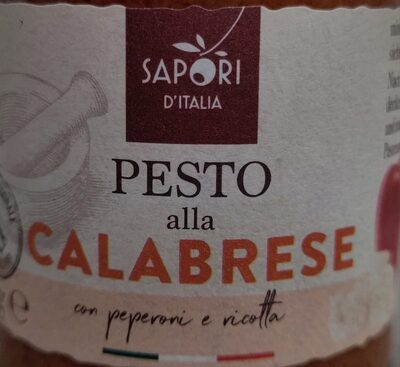 SAPORI
D'ITALIA
PESTO
alla
CALABRESE
con peperoni e ricotta